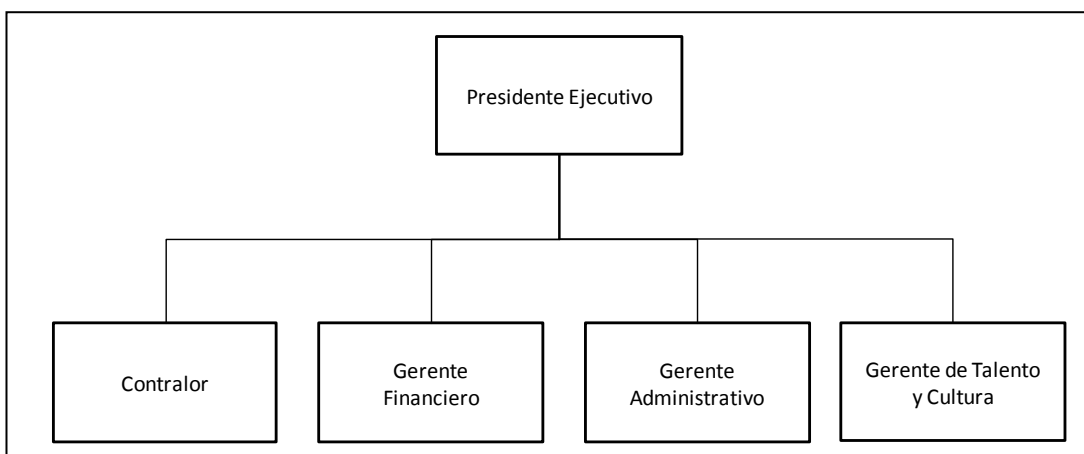 Presidente Ejecutivo
Contralor
Gerente
Financiero
Gerente
Administrativo
Gerente de Talento
y Cultura